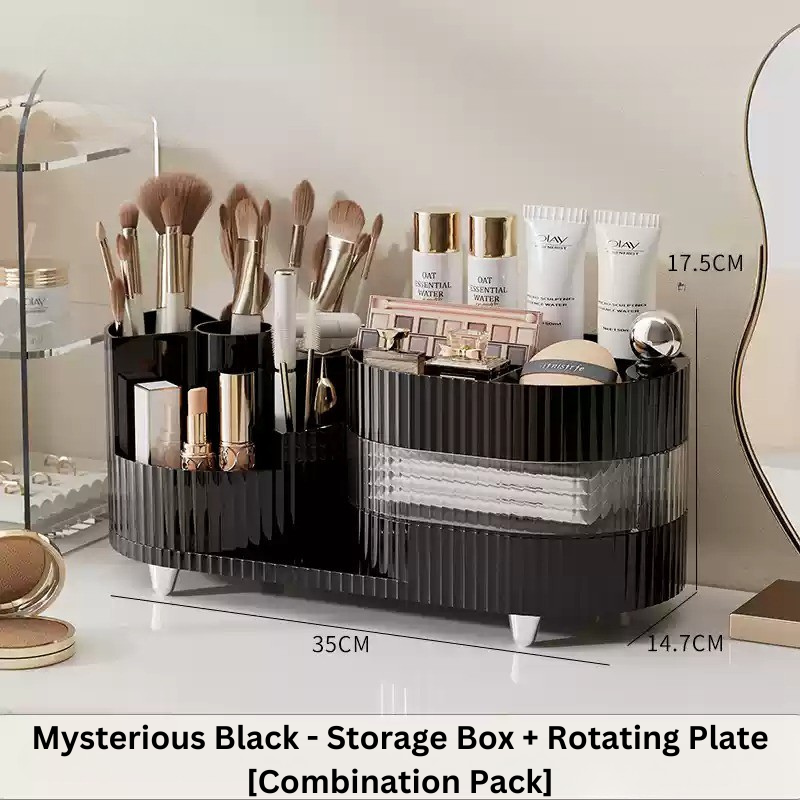 OAT
ESSENTIAL
WATER
OAT
ESSENTIAL
WATER
OLAY
OLAY
17.5CM
innisfree
35CM
14.7CM
Mysterious Black - Storage Box + Rotating Plate
[Combination Pack]